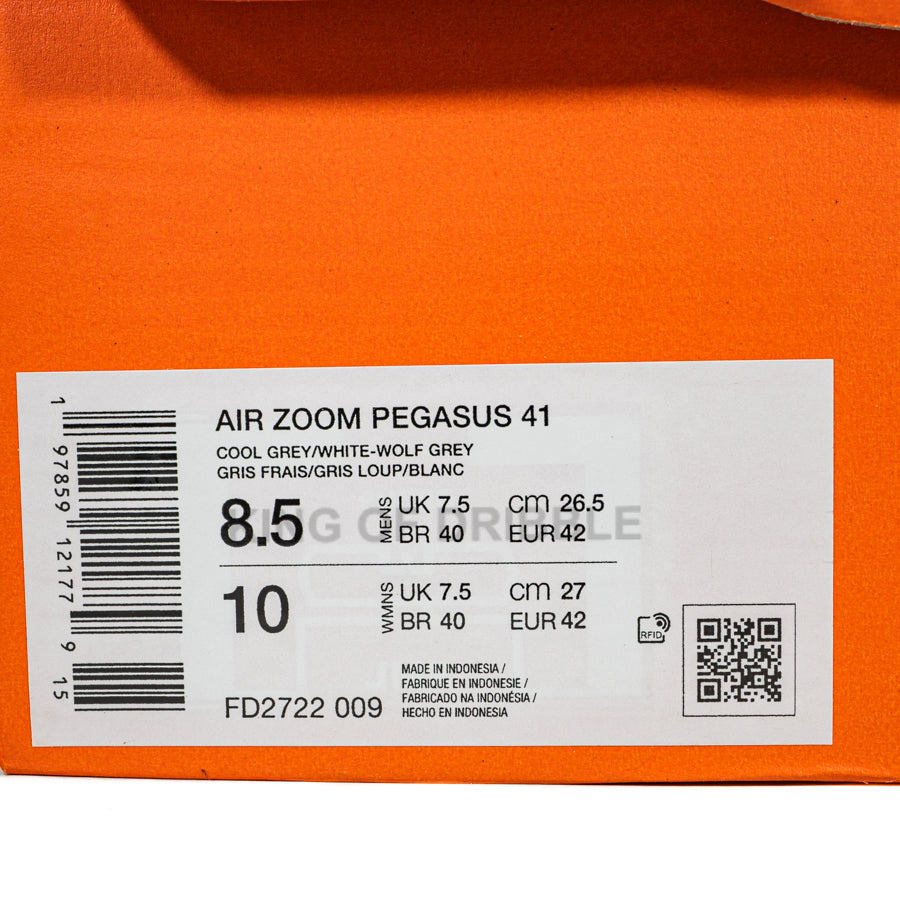 AIR ZOOM PEGASUS 41
COOL GREY/WHITE-WOLF GREY
GRIS FRAIS/GRIS LOUP/BLANC
8.5 MENS UK 7.5 CM 26.5
BR 40 EUR 42
KING OF DRIBBLE
10 WMNS UK 7.5 CM 27
BR 40 EUR 42
RFID
MADE IN INDONESIA /
FABRIQUE EN INDONESIE /
FABRICADO NA INDONÉSIA /
HECHO EN INDONESIA
FD2722 009
1 97859 12177 9 15